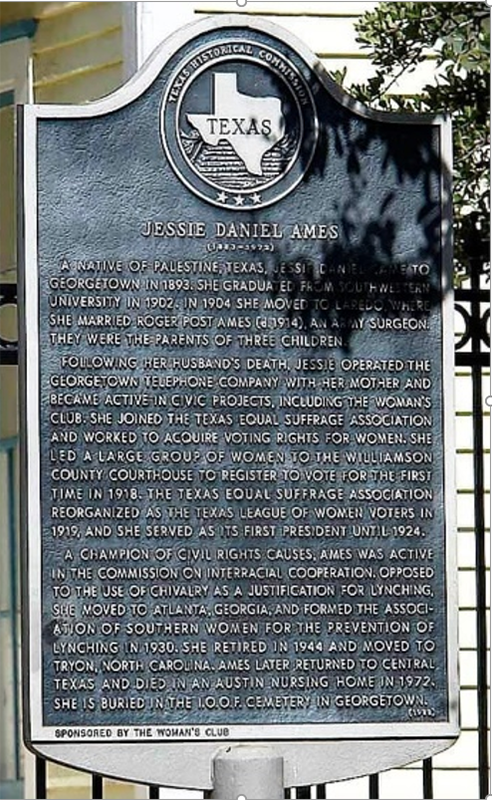 TEXAS HISTORICAL COMMISSION
TEXAS
JESSIE DANIEL AMES
(1883–1972)
A NATIVE OF PALESTINE, TEXAS, JESSIE DANIEL CAME TO
GEORGETOWN IN 1893. SHE GRADUATED FROM SOUTHWESTERN
UNIVERSITY IN 1902. IN 1904 SHE MOVED TO LAREDO, WHERE
SHE MARRIED ROGER POST AMES (d.1914), AN ARMY SURGEON.
THEY WERE THE PARENTS OF THREE CHILDREN.
FOLLOWING HER HUSBAND'S DEATH, JESSIE OPERATED THE
GEORGETOWN TELEPHONE COMPANY WITH HER MOTHER AND
BECAME ACTIVE IN CIVIC PROJECTS, INCLUDING THE WOMAN'S
CLUB. SHE JOINED THE TEXAS EQUAL SUFFRAGE ASSOCIATION
AND WORKED TO ACQUIRE VOTING RIGHTS FOR WOMEN. SHE
LED A LARGE GROUP OF WOMEN TO THE WILLIAMSON
COUNTY COURTHOUSE TO REGISTER TO VOTE FOR THE FIRST
TIME IN 1918. THE TEXAS EQUAL SUFFRAGE ASSOCIATION
REORGANIZED AS THE TEXAS LEAGUE OF WOMEN VOTERS IN
1919, AND SHE SERVED AS ITS FIRST PRESIDENT UNTIL 1924.
A CHAMPION OF CIVIL RIGHTS CAUSES, AMES WAS ACTIVE
IN THE COMMISSION ON INTERRACIAL COOPERATION. OPPOSED
TO THE USE OF CHIVALRY AS A JUSTIFICATION FOR LYNCHING,
SHE MOVED TO ATLANTA, GEORGIA, AND FORMED THE ASSOCI-
ATION OF SOUTHERN WOMEN FOR THE PREVENTION OF
LYNCHING IN 1930. SHE RETIRED IN 1944 AND MOVED TO
TRYON, NORTH CAROLINA. AMES LATER RETURNED TO CENTRAL
TEXAS AND DIED IN AN AUSTIN NURSING HOME IN 1972.
SHE IS BURIED IN THE I.O.O.F. CEMETERY IN GEORGETOWN.
SPONSORED BY THE WOMAN'S CLUB